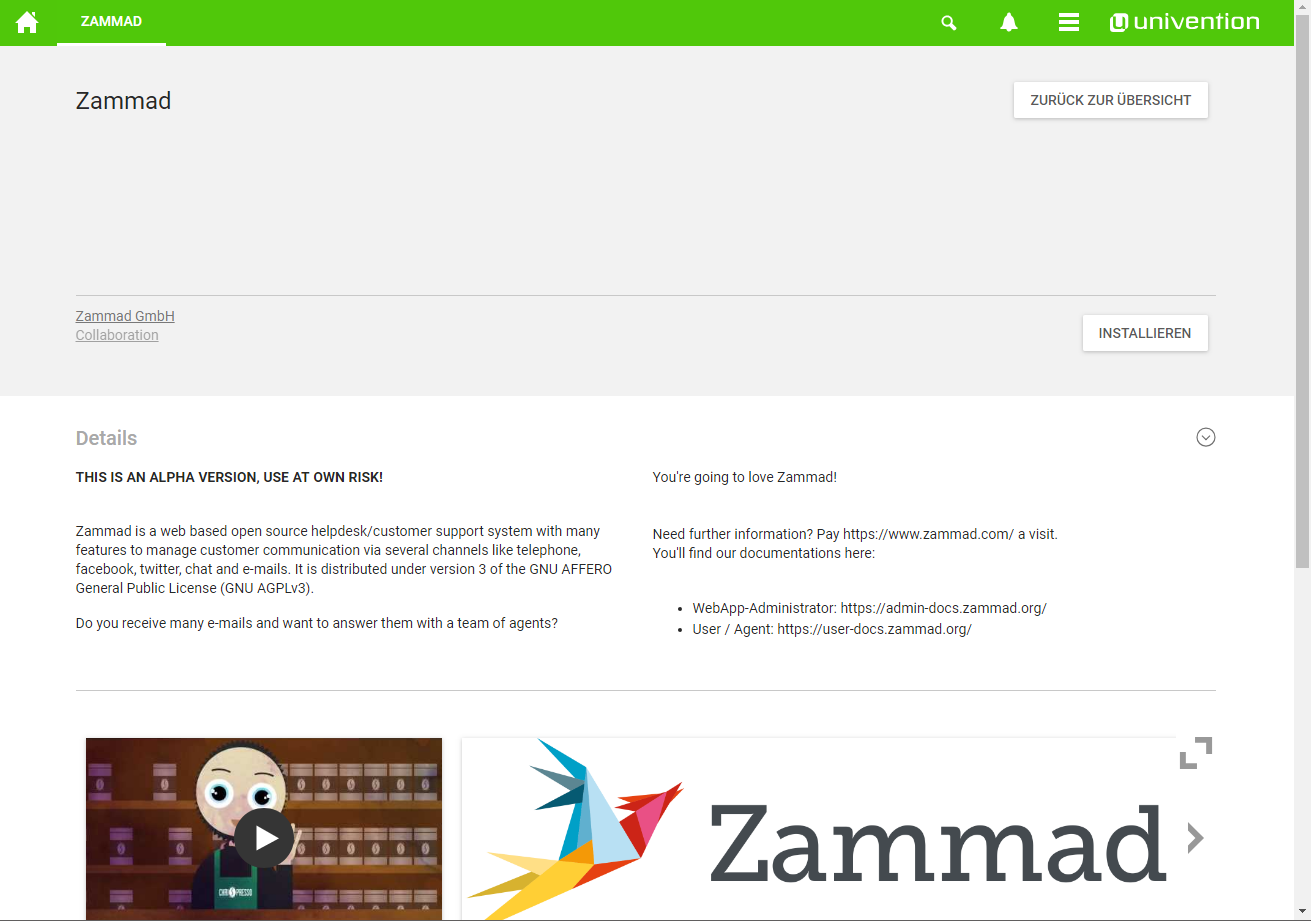 ZAMMAD
univention
Zammad
ZURÜCK ZUR ÜBERSICHT
Zammad GmbH
Collaboration
INSTALLIEREN
Details
THIS IS AN ALPHA VERSION, USE AT OWN RISK!
Zammad is a web based open source helpdesk/customer support system with many
features to manage customer communication via several channels like telephone,
facebook, twitter, chat and e-mails. It is distributed under version 3 of the GNU AFFERO
General Public License (GNU AGPLv3).
Do you receive many e-mails and want to answer them with a team of agents?
You're going to love Zammad!
Need further information? Pay https://www.zammad.com/ a visit.
You'll find our documentations here:
• WebApp-Administrator: https://admin-docs.zammad.org/
• User / Agent: https://user-docs.zammad.org/
Zammad